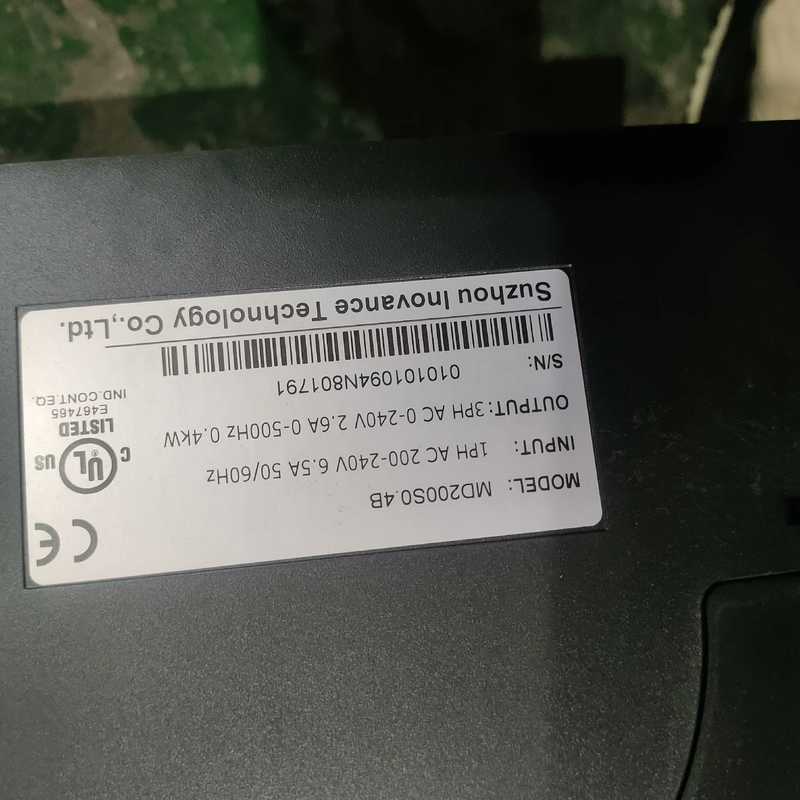 MODEL: MD200S0.4B
INPUT: 1PH AC 200-240V 6.5A 50/60Hz
OUTPUT: 3PH AC 0-240V 2.6A 0-500Hz 0.4kW
S/N: 010101094N801791
Suzhou Inovance Technology Co.,Ltd.
CE
C UL US
LISTED
E467465
IND.CONT.EQ.